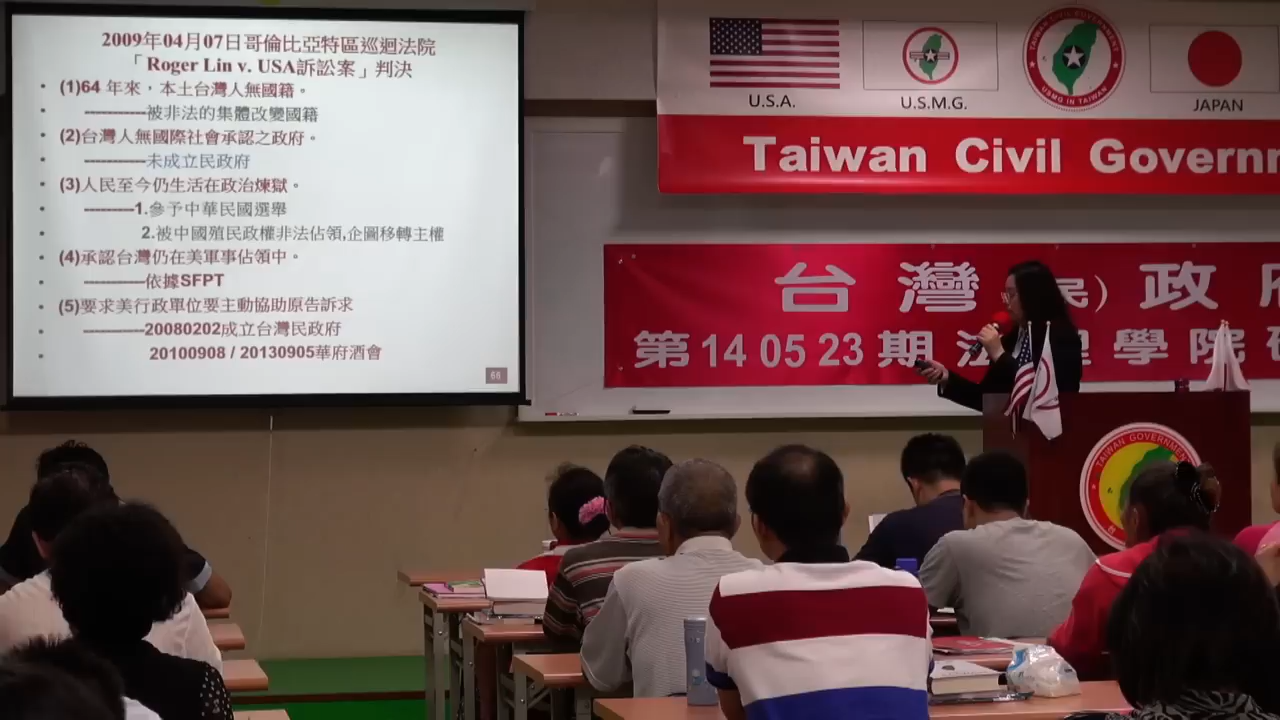 2009年04月07日哥倫比亞特區巡迴法院
「Roger Lin v. USA訴訟案」判決
• (1)64 年來，本土台灣人無國籍。
• --------------被非法的集體改變國籍
• (2)台灣人無國際社會承認之政府。
• --------------未成立民政府
• (3)人民至今仍生活在政治煉獄。
• -----------1.參予中華民國選舉
• 2.被中國殖民政權非法佔領,企圖移轉主權
• (4)承認台灣仍在美軍事佔領中。
• --------------依據SFPT
• (5)要求美行政單位要主動協助原告訴求
• --------------20080202成立台灣民政府
• 20100908 / 20130905華府酒會
66
U.S.A.
U.S.M.G.
TAIWAN CIVIL GOVERNMENT
USMG IN TAIWAN
JAPAN
Taiwan Civil Govern
台灣 民) 政
第 14 05 23 期 法 理 學 院
TAIWAN GOVERNMENT